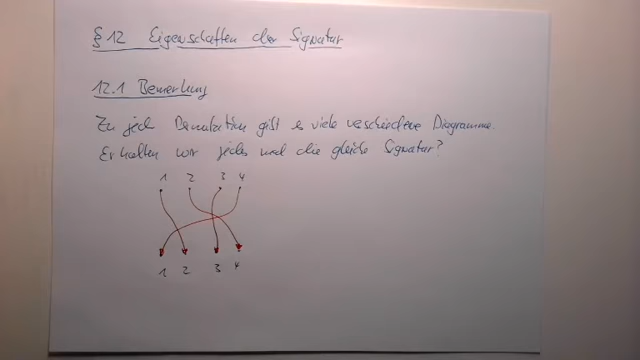 § 12 Eigenschaften der Signatur
12.1 Bemerkung
Zu jeder Permutation gibt es viele verschiedene Diagramme.
Erhalten wir jedes mal die gleiche Signatur?
1 2 3 4
1 2 3 4